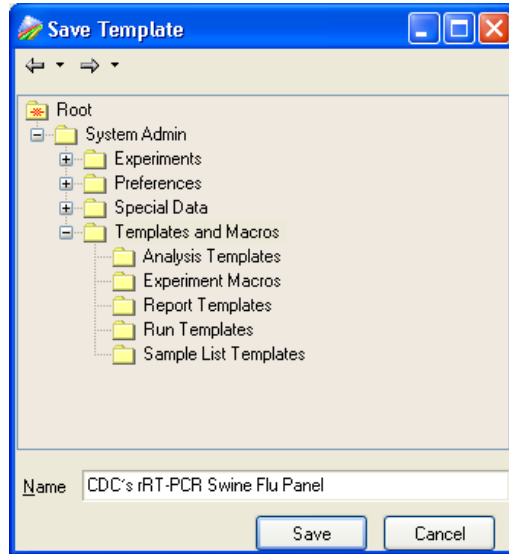 Save Template
Root
System Admin
Experiments
Preferences
Special Data
Templates and Macros
Analysis Templates
Experiment Macros
Report Templates
Run Templates
Sample List Templates
Name CDC's rRT-PCR Swine Flu Panel
Save Cancel